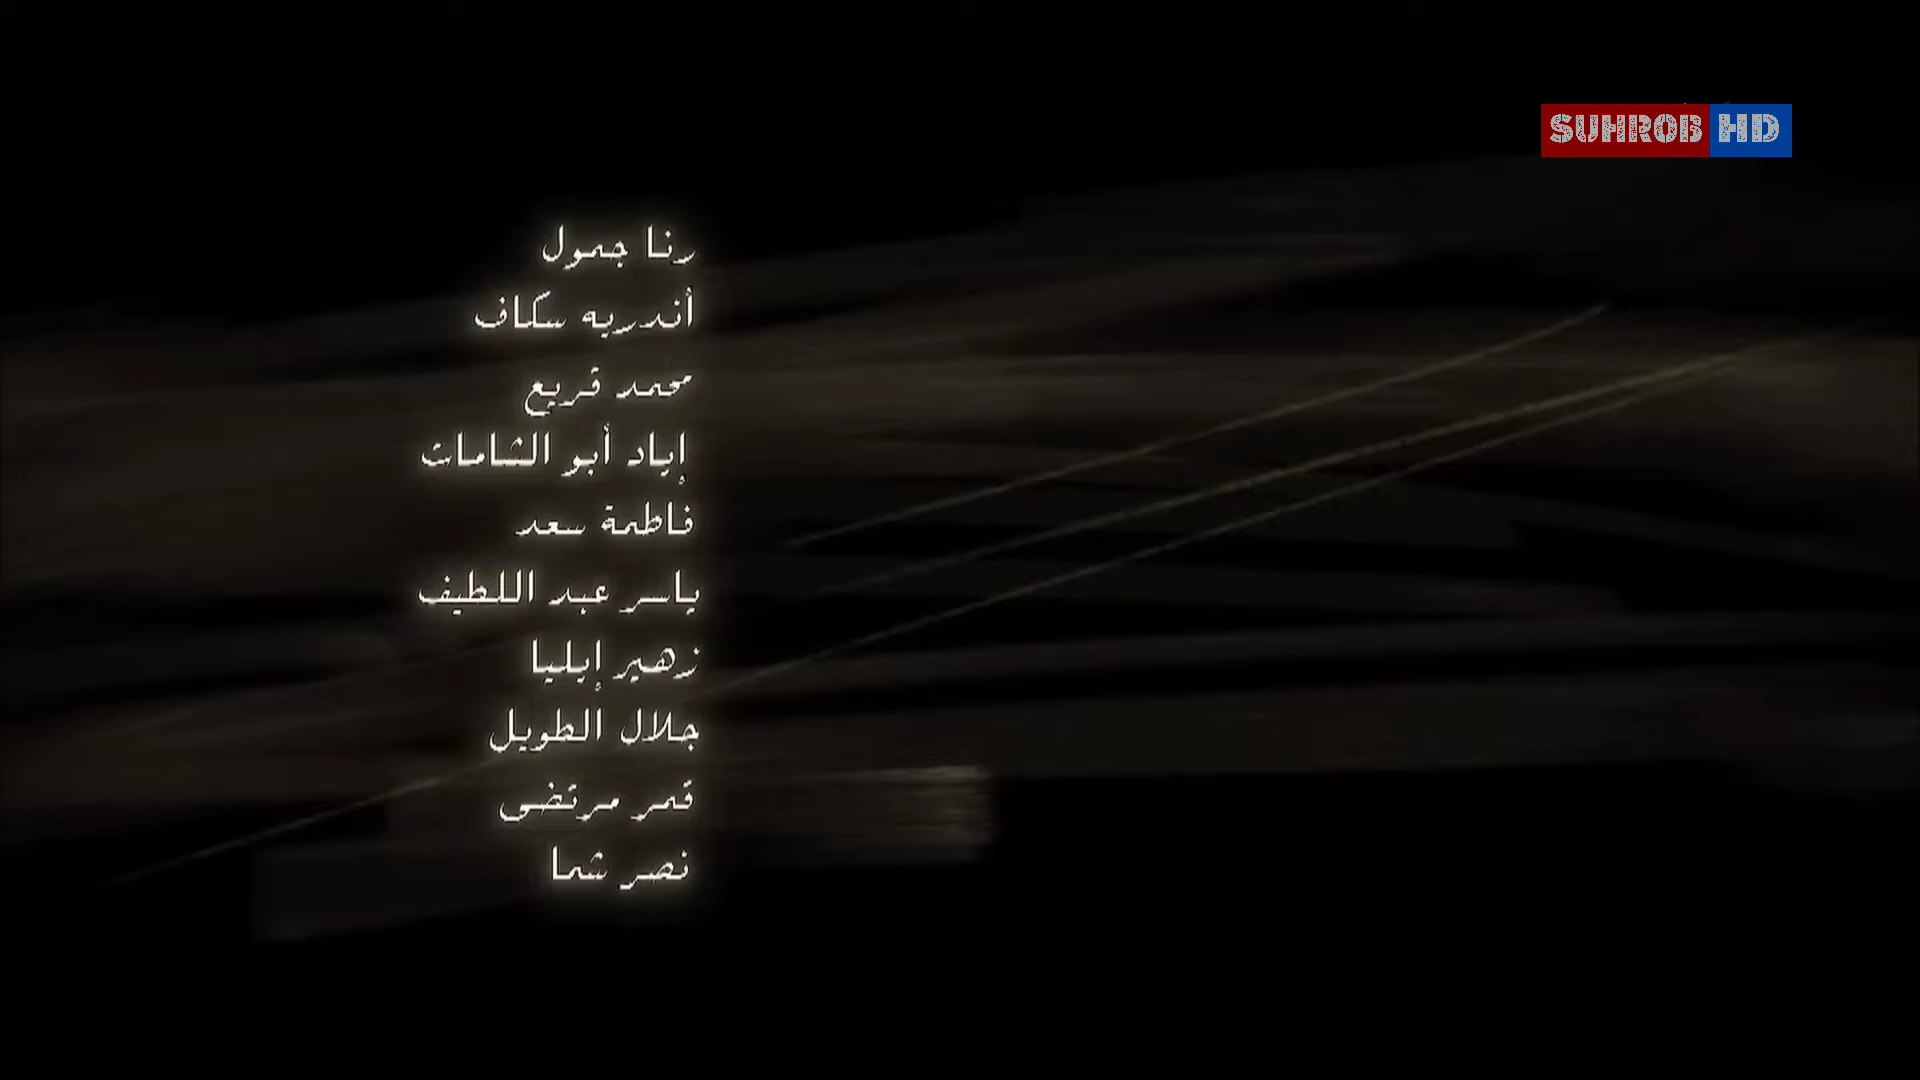 SUHROB HD
رنا جمول
أندريه سكاف
محمد قريع
إياد أبو الشامات
فاطمة سعد
ياسر عبد اللطيف
زهير إيليا
جلال الطويل
قمر مرتضى
نصر شما